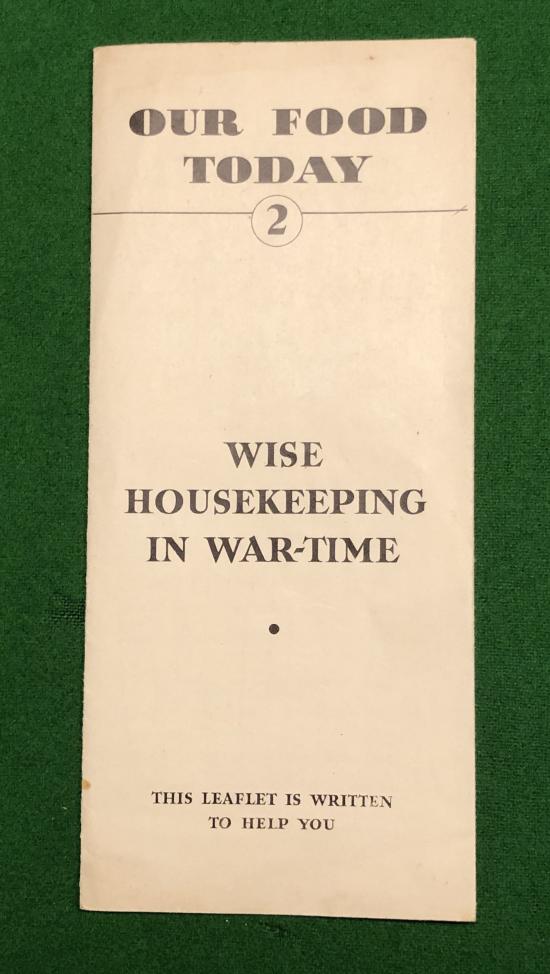 OUR FOOD
TODAY
2
WISE
HOUSEKEEPING
IN WAR-TIME
THIS LEAFLET IS WRITTEN
TO HELP YOU